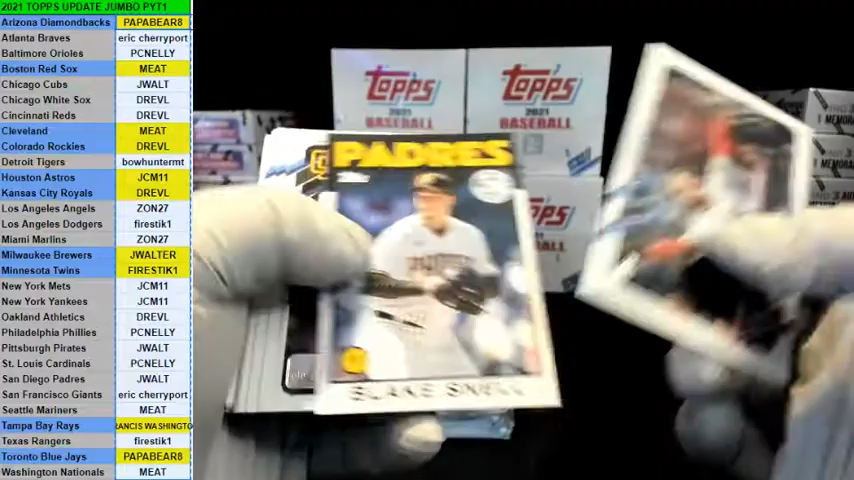 2021 TOPPS UPDATE JUMBO PYT1
Arizona Diamondbacks PAPABEAR8
Atlanta Braves eric cherryport
Baltimore Orioles PCNELLY
Boston Red Sox MEAT
Chicago Cubs JWALT
Chicago White Sox DREVL
Cincinnati Reds DREVL
Cleveland MEAT
Colorado Rockies DREVL
Detroit Tigers bowhuntermt
Houston Astros JCM11
Kansas City Royals DREVL
Los Angeles Angels ZON27
Los Angeles Dodgers firestik1
Miami Marlins ZON27
Milwaukee Brewers JWALTER
Minnesota Twins FIRESTIK1
New York Mets JCM11
New York Yankees JCM11
Oakland Athletics DREVL
Philadelphia Phillies PCNELLY
Pittsburgh Pirates JWALT
St. Louis Cardinals PCNELLY
San Diego Padres JWALT
San Francisco Giants eric cherryport
Seattle Mariners MEAT
Tampa Bay Rays RANCIS WASHINGTO
Texas Rangers firestik1
Toronto Blue Jays PAPABEAR8
Washington Nationals MEAT
Topps
2021
BASEBALL
Topps
2021
BASEBALL
PADRES
Topps
BLAKE SNELL